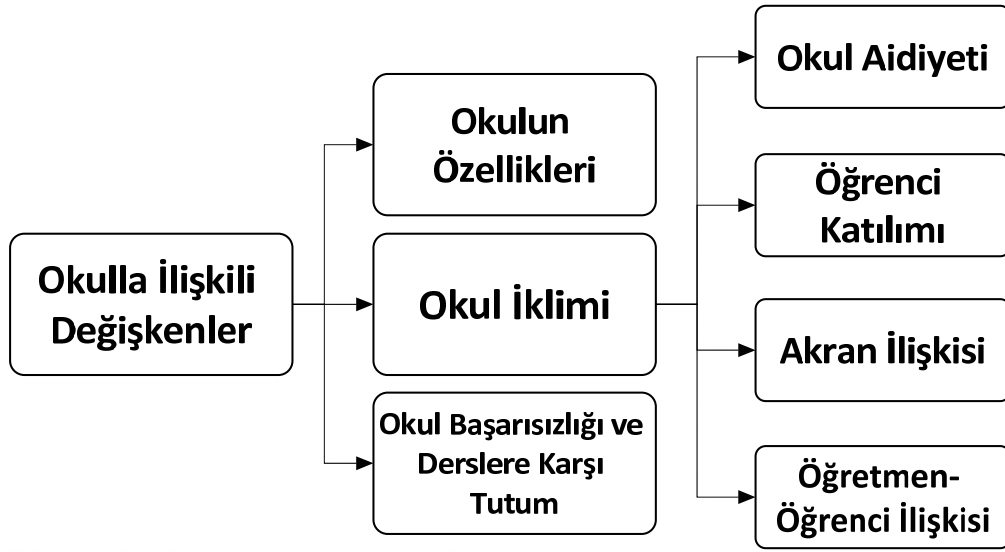 Okulla İlişkili
Değişkenler
Okulun
Özellikleri
Okul İklimi
Okul Başarısızlığı ve
Derslere Karşı
Tutum
Okul Aidiyeti
Öğrenci
Katılımı
Akran İlişkisi
Öğretmen-
Öğrenci İlişkisi